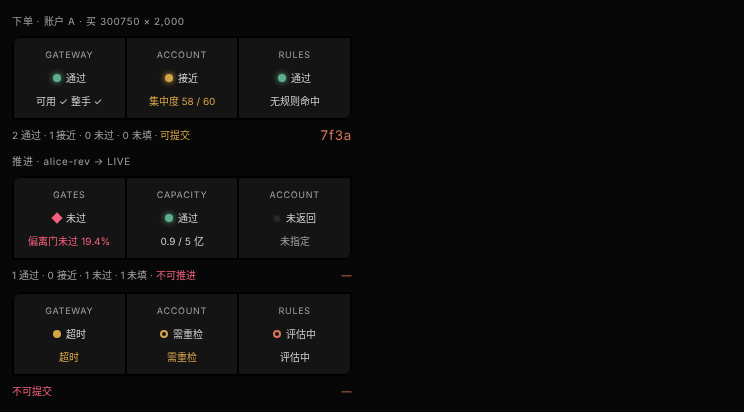 下单 · 账户 A · 买 300750 × 2,000
GATEWAY ACCOUNT RULES
通过 接近 通过
可用 ✓ 整手 ✓ 集中度 58 / 60 无规则命中
2 通过 · 1 接近 · 0 未过 · 0 未填 · 可提交 7f3a
推进 · alice-rev → LIVE
GATES CAPACITY ACCOUNT
未过 通过 未返回
偏离门未过 19.4% 0.9 / 5 亿 未指定
1 通过 · 0 接近 · 1 未过 · 1 未填 · 不可推进 —
GATEWAY ACCOUNT RULES
超时 需重检 评估中
超时 需重检 评估中
不可提交 —